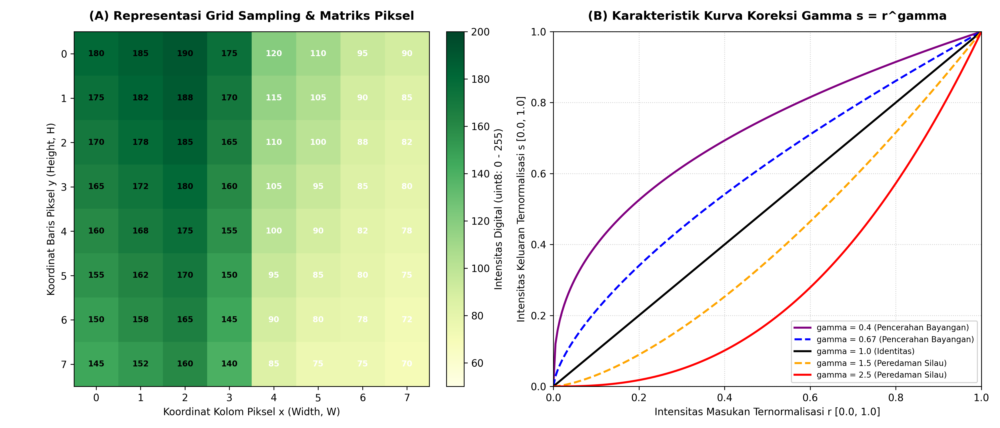 (A) Representasi Grid Sampling & Matriks Piksel
Koordinat Baris Piksel y (Height, H)
0 180 185 190 175 120 110 95 90
1 175 182 188 170 115 105 90 85
2 170 178 185 165 110 100 88 82
3 165 172 180 160 105 95 85 80
4 160 168 175 155 100 90 82 78
5 155 162 170 150 95 85 80 75
6 150 158 165 145 90 80 78 72
7 145 152 160 140 85 75 75 70
0 1 2 3 4 5 6 7
Koordinat Kolom Piksel x (Width, W)
200
180
160
140
120
100
80
60
Intensitas Digital (uint8: 0 - 255)
(B) Karakteristik Kurva Koreksi Gamma s = r^gamma
Intensitas Keluaran Ternormalisasi s [0.0, 1.0]
1.0
0.8
0.6
0.4
0.2
0.0
gamma = 0.4 (Pencerahan Bayangan)
gamma = 0.67 (Pencerahan Bayangan)
gamma = 1.0 (Identitas)
gamma = 1.5 (Peredaman Silau)
gamma = 2.5 (Peredaman Silau)
0.0 0.2 0.4 0.6 0.8 1.0
Intensitas Masukan Ternormalisasi r [0.0, 1.0]